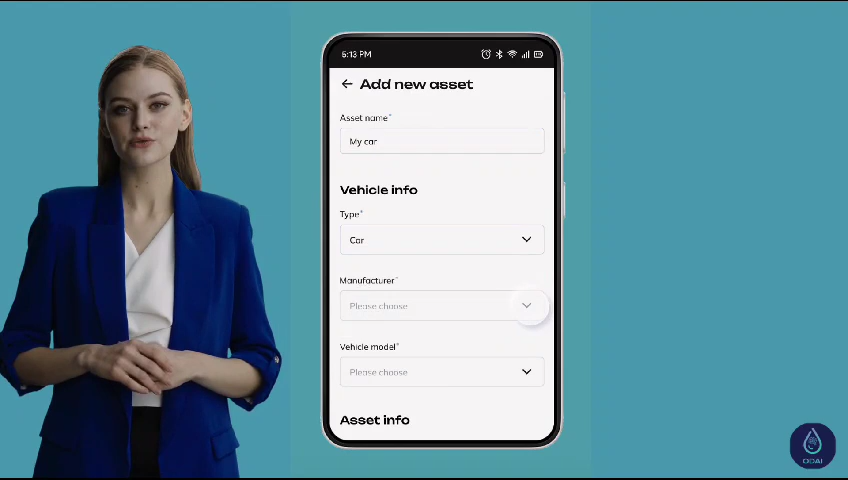 5:13 PM
Add new asset
Asset name*
My car
Vehicle info
Type*
Car
Manufacturer*
Please choose
Vehicle model*
Please choose
Asset info
ODAI